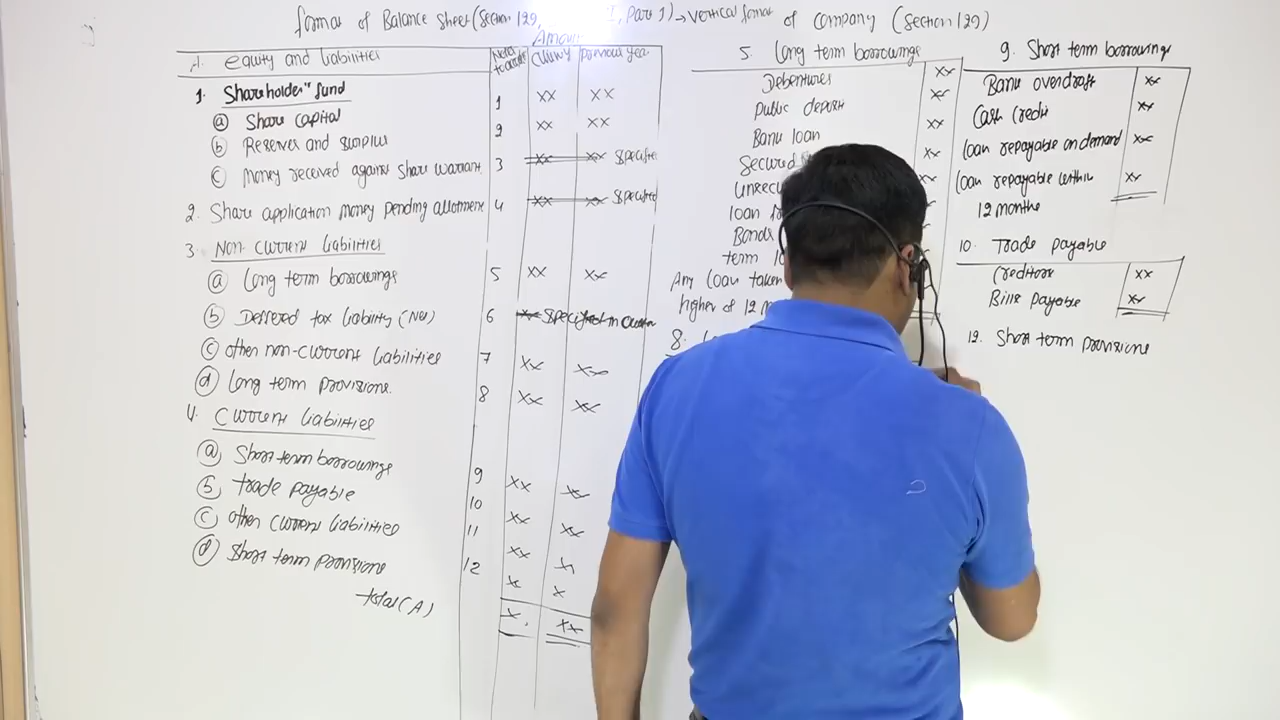 format of Balance Sheet (Section 129, I, Part 1) → vertical format of company (Section 129)
Amount
equity and liabilities Notes to accounts current previous year
1. Shareholder" fund
(a) Share capital 1 xx xx
(b) Reserves and surplus 2 xx xx
(c) Money received against Share warrant. 3 xx xx specified
2. Share application money pending allotment 4 xx xx specified
3. Non current liabilities
(a) long term borrowings 5 xx xx
(b) Deffered tax liability (Net) 6 xx specified in
(c) other non-current liabilities 7 xx xx
(d) long term provisions. 8 xx xx
4. Current liabilities
(a) Short term borrowings 9 xx xx
(b) trade payable 10 xx xx
(c) other current liabilities 11 xx
(d) Short term provisions 12 x x
total (A) x xx
5. long term borrowings
Debentures xx
public deposit xx
Bank loan xx
Secured xx
xx
loan
Bonds
term
Any loan taken
higher of 12
8.
9. Short term borrowings
Bank overdraft xx
Cash credit xx
loan repayable on demand xx
loan repayable within xx
12 months
10. Trade payable
Creditors xx
Bills payable xx
12. Short term provisions